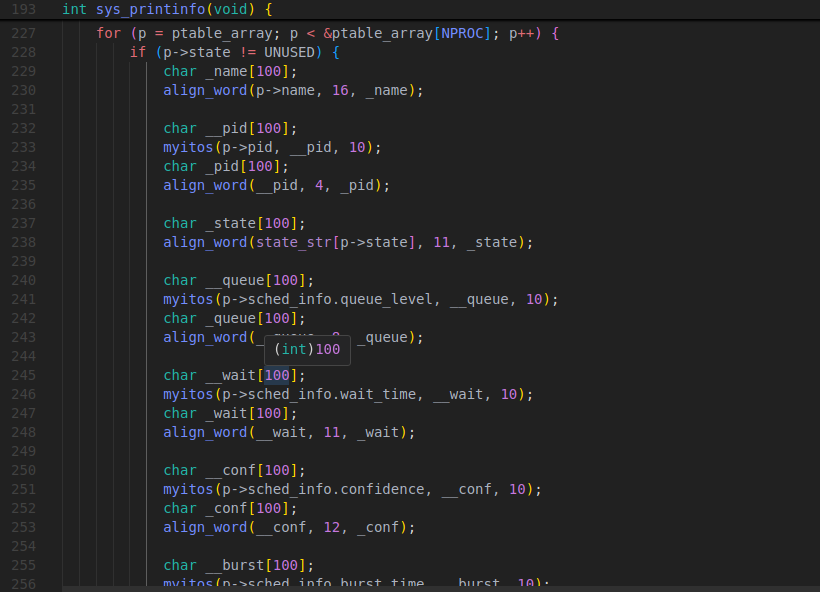 193 int sys_printinfo(void) {
227 for (p = ptable_array; p < &ptable_array[NPROC]; p++) {
228 if (p->state != UNUSED) {
229 char _name[100];
230 align_word(p->name, 16, _name);
231
232 char __pid[100];
233 myitos(p->pid, __pid, 10);
234 char _pid[100];
235 align_word(__pid, 4, _pid);
236
237 char _state[100];
238 align_word(state_str[p->state], 11, _state);
239
240 char __queue[100];
241 myitos(p->sched_info.queue_level, __queue, 10);
242 char _queue[100];
243 align_word(__queue, 8, _queue);
(int)100
244
245 char __wait[100];
246 myitos(p->sched_info.wait_time, __wait, 10);
247 char _wait[100];
248 align_word(__wait, 11, _wait);
249
250 char __conf[100];
251 myitos(p->sched_info.confidence, __conf, 10);
252 char _conf[100];
253 align_word(__conf, 12, _conf);
254
255 char __burst[100];
256 myitos(p->sched_info.burst_time, __burst, 10);